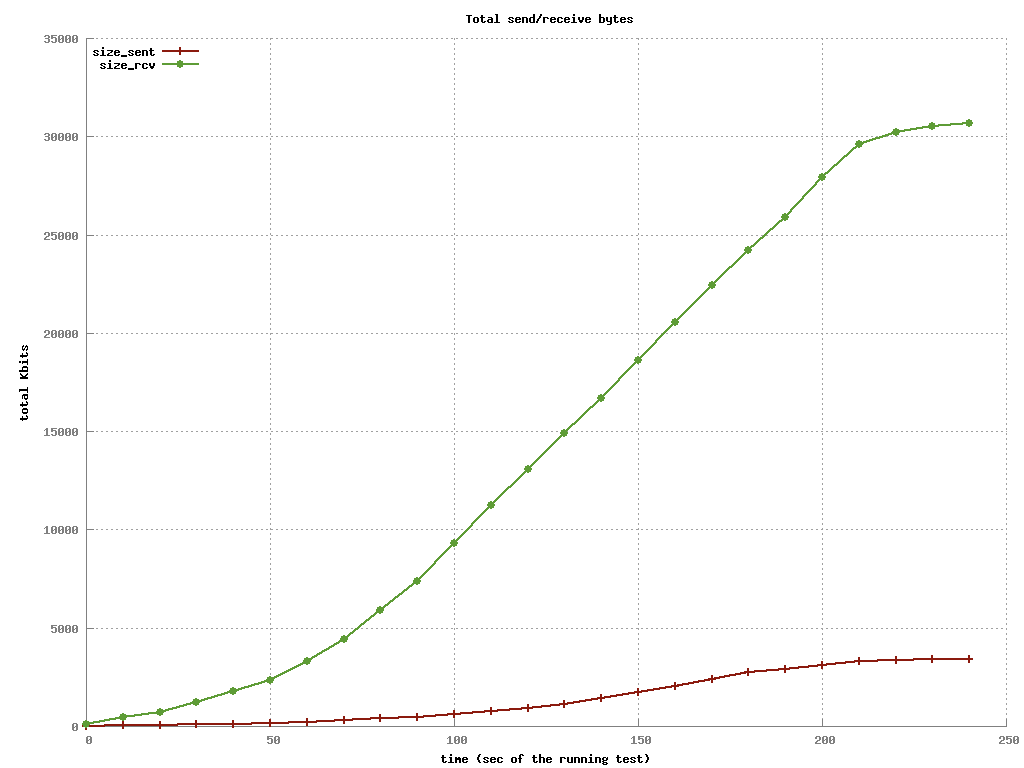 Total send/receive bytes
35000
size_sent
size_rcv
30000
25000
20000
total Kbits
15000
10000
5000
0
0 50 100 150 200 250
time (sec of the running test)